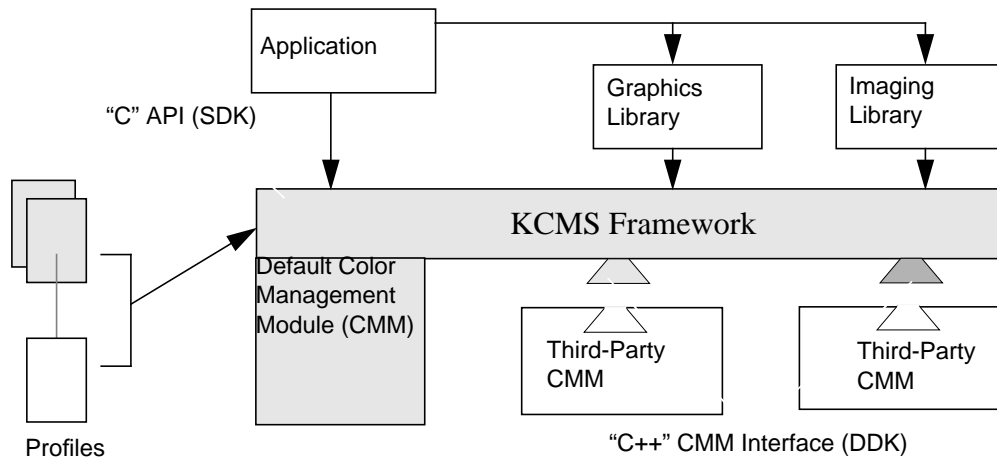 Application
Graphics
Library
Imaging
Library
“C” API (SDK)
KCMS Framework
Default Color
Management
Module (CMM)
Third-Party
CMM
Third-Party
CMM
Profiles
“C++” CMM Interface (DDK)